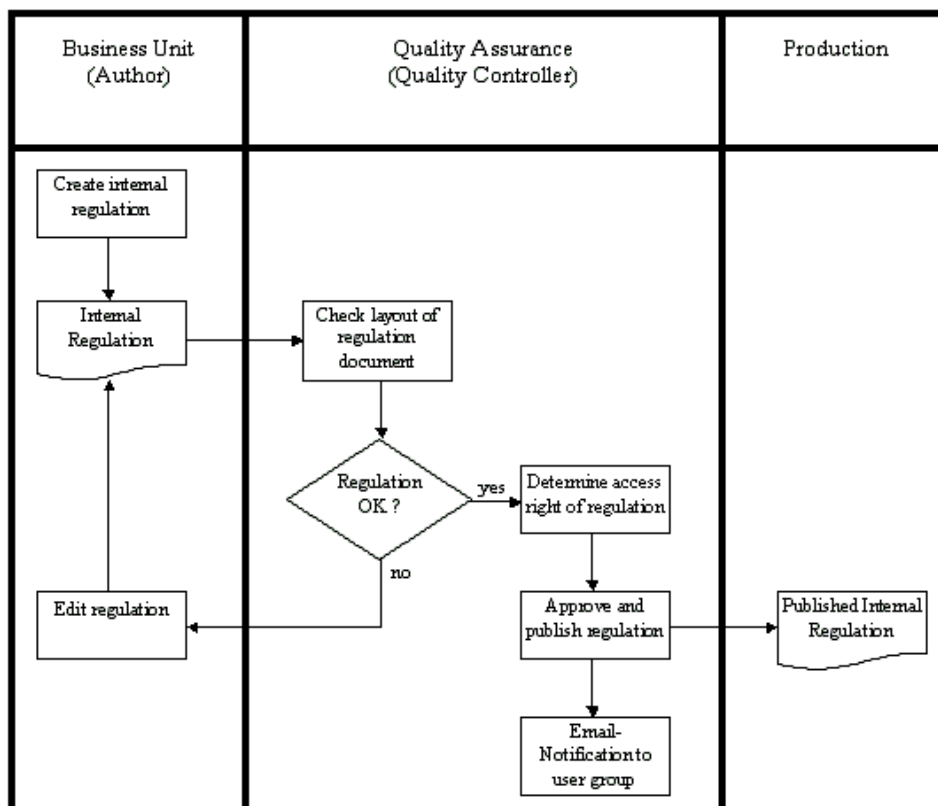 Business Unit
(Author)
Quality Assurance
(Quality Controller)
Production
Create internal
regulation
Internal
Regulation
Check layout of
regulation
document
Regulation
OK ?
yes
Determine access
right of regulation
no
Edit regulation
Approve and
publish regulation
Published Internal
Regulation
Email-
Notification to
user group